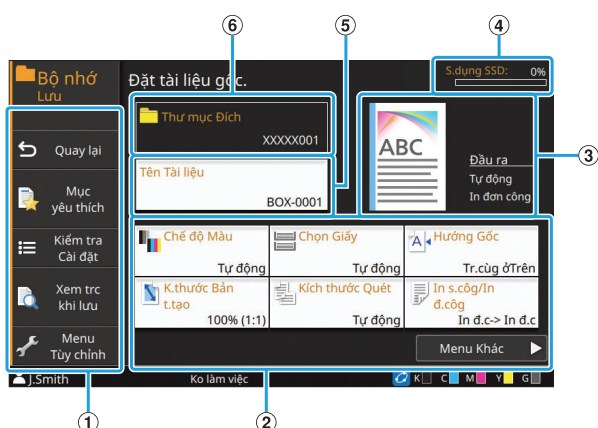 ⑥
⑤
④
Bộ nhớ
Lưu
Đặt tài liệu gốc.
S.dụng SSD: 0%
Thư mục Đích
XXXXX001
Tên Tài liệu
BOX-0001
ABC
Đầu ra
Tự động
In đơn công
③
Quay lại
Mục
yêu thích
Kiểm tra
Cài đặt
Xem trc
khi lưu
Menu
Tùy chỉnh
Chế độ Màu
Tự động
Chọn Giấy
Tự động
A
Hướng Gốc
Tr.cùg ởTrên
K.thước Bản
t.tạo
100% (1:1)
Kích thước Quét
Tự động
In s.côg/In
đ.côg
In đ.c-> In đ.c
Menu Khác
J.Smith
Ko làm việc
K C M Y G
①
②